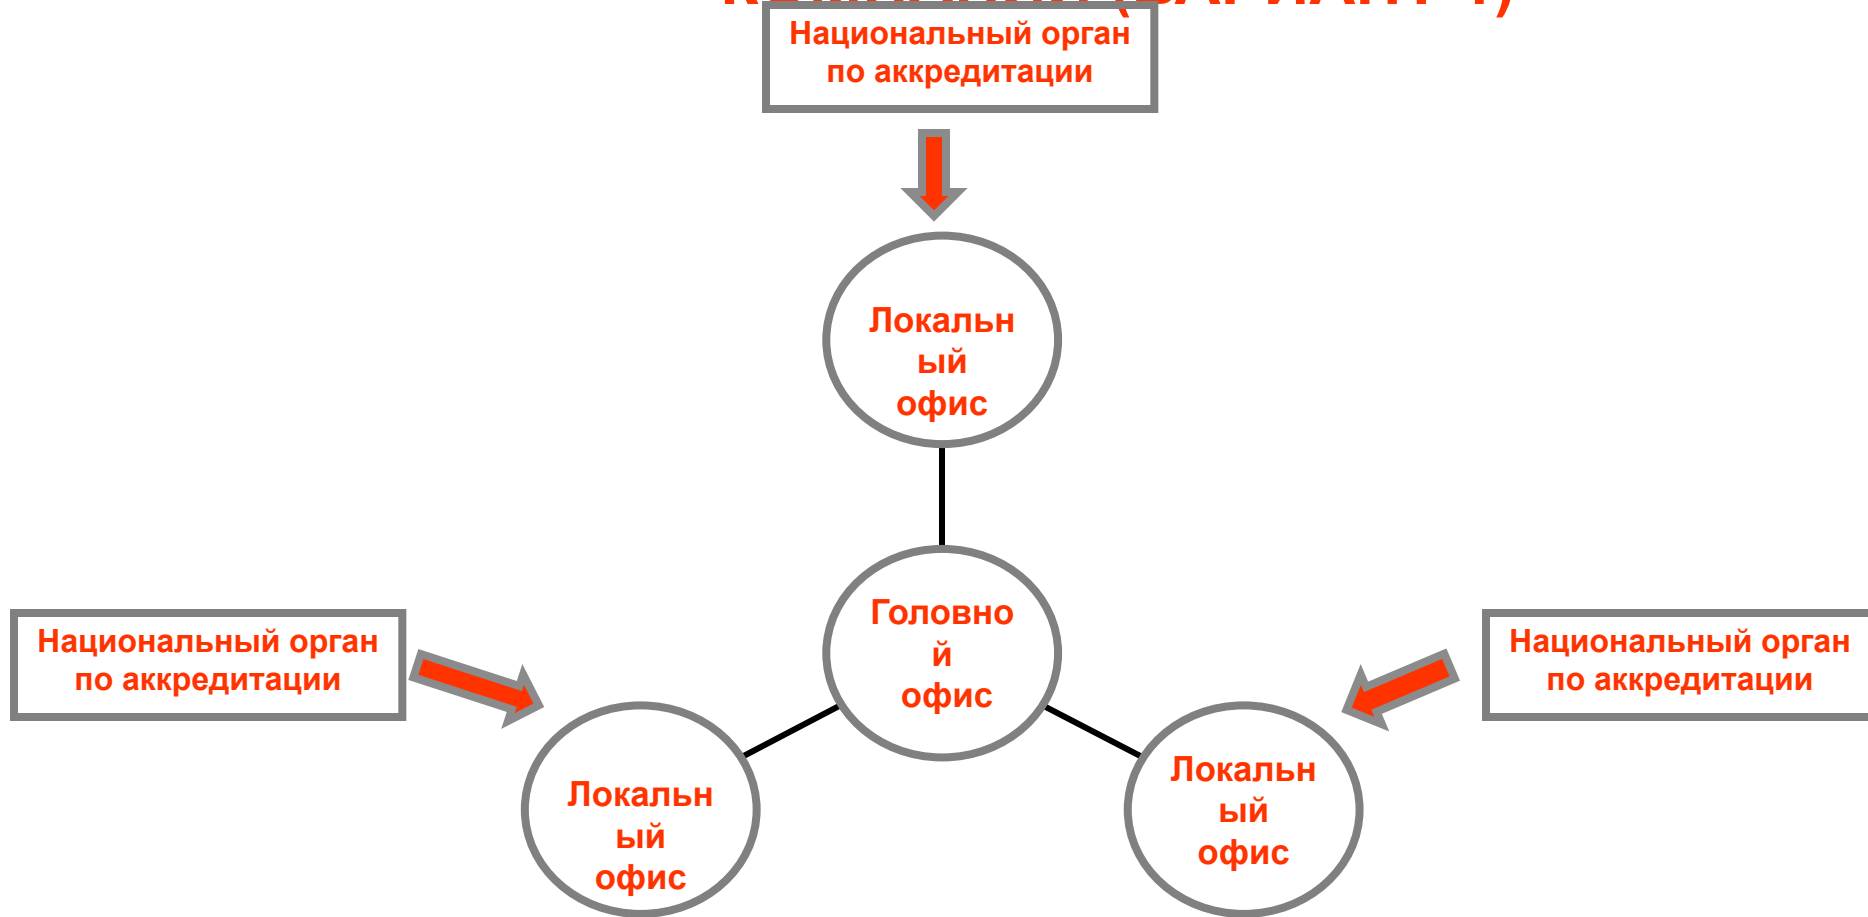 Национальный орган
по аккредитации
Локальн
ый
офис
Головно
й
офис
Национальный орган
по аккредитации
Национальный орган
по аккредитации
Локальн
ый
офис
Локальн
ый
офис